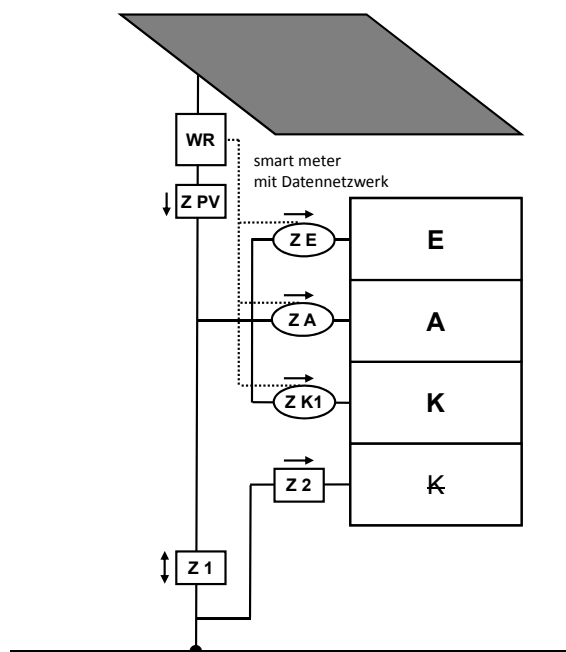 WR
smart meter
mit Datennetzwerk
Z PV
Z E
E
Z A
A
Z K1
K
Z 2
K
Z 1